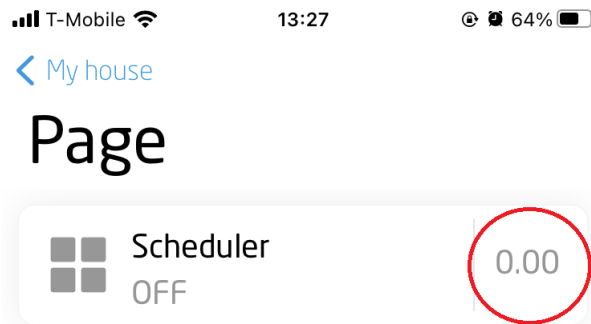 T-Mobile 13:27 64%
My house
Page
Scheduler
OFF
0.00